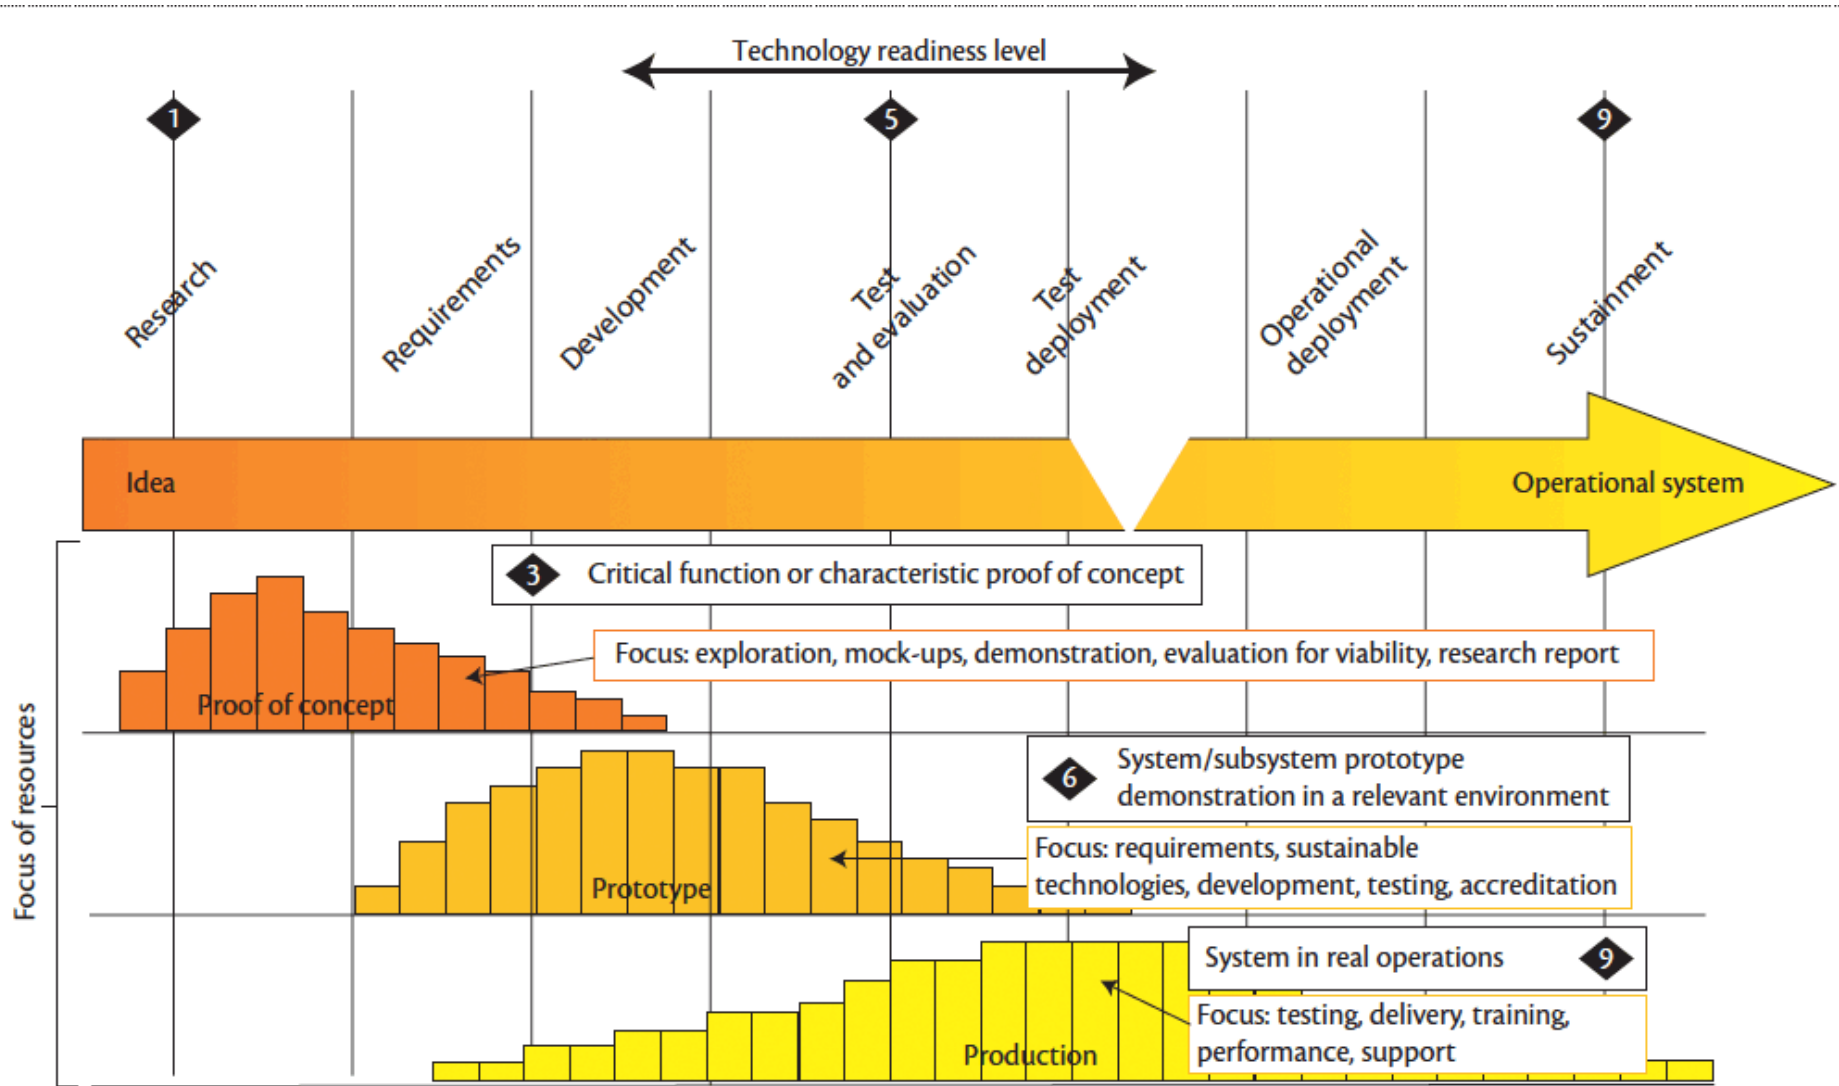 Technology readiness level
1
5
9
Research
Requirements
Development
Test
and evaluation
Test
deployment
Operational
deployment
Sustainment
Idea
Operational system
Focus of resources
3
Critical function or characteristic proof of concept
Focus: exploration, mock-ups, demonstration, evaluation for viability, research report
Proof of concept
6
System/subsystem prototype
demonstration in a relevant environment
Focus: requirements, sustainable
technologies, development, testing, accreditation
Prototype
System in real operations
9
Focus: testing, delivery, training,
performance, support
Production